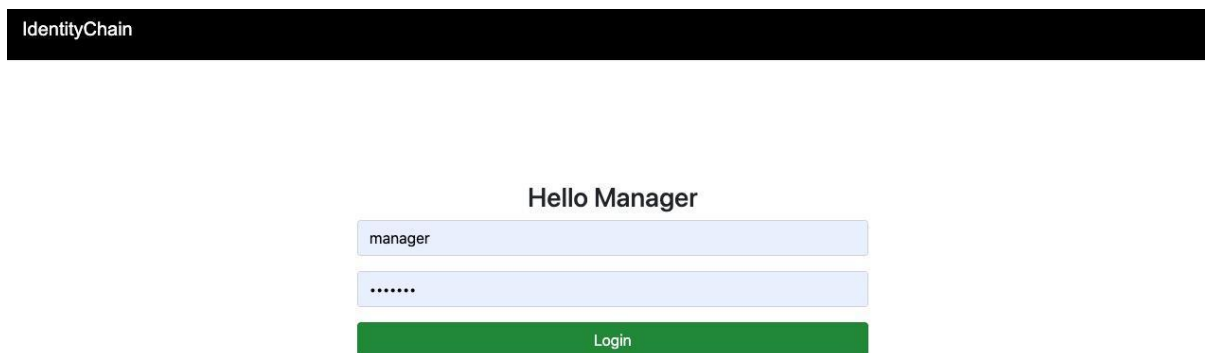 IdentityChain
Hello Manager
manager
•••••••
Login